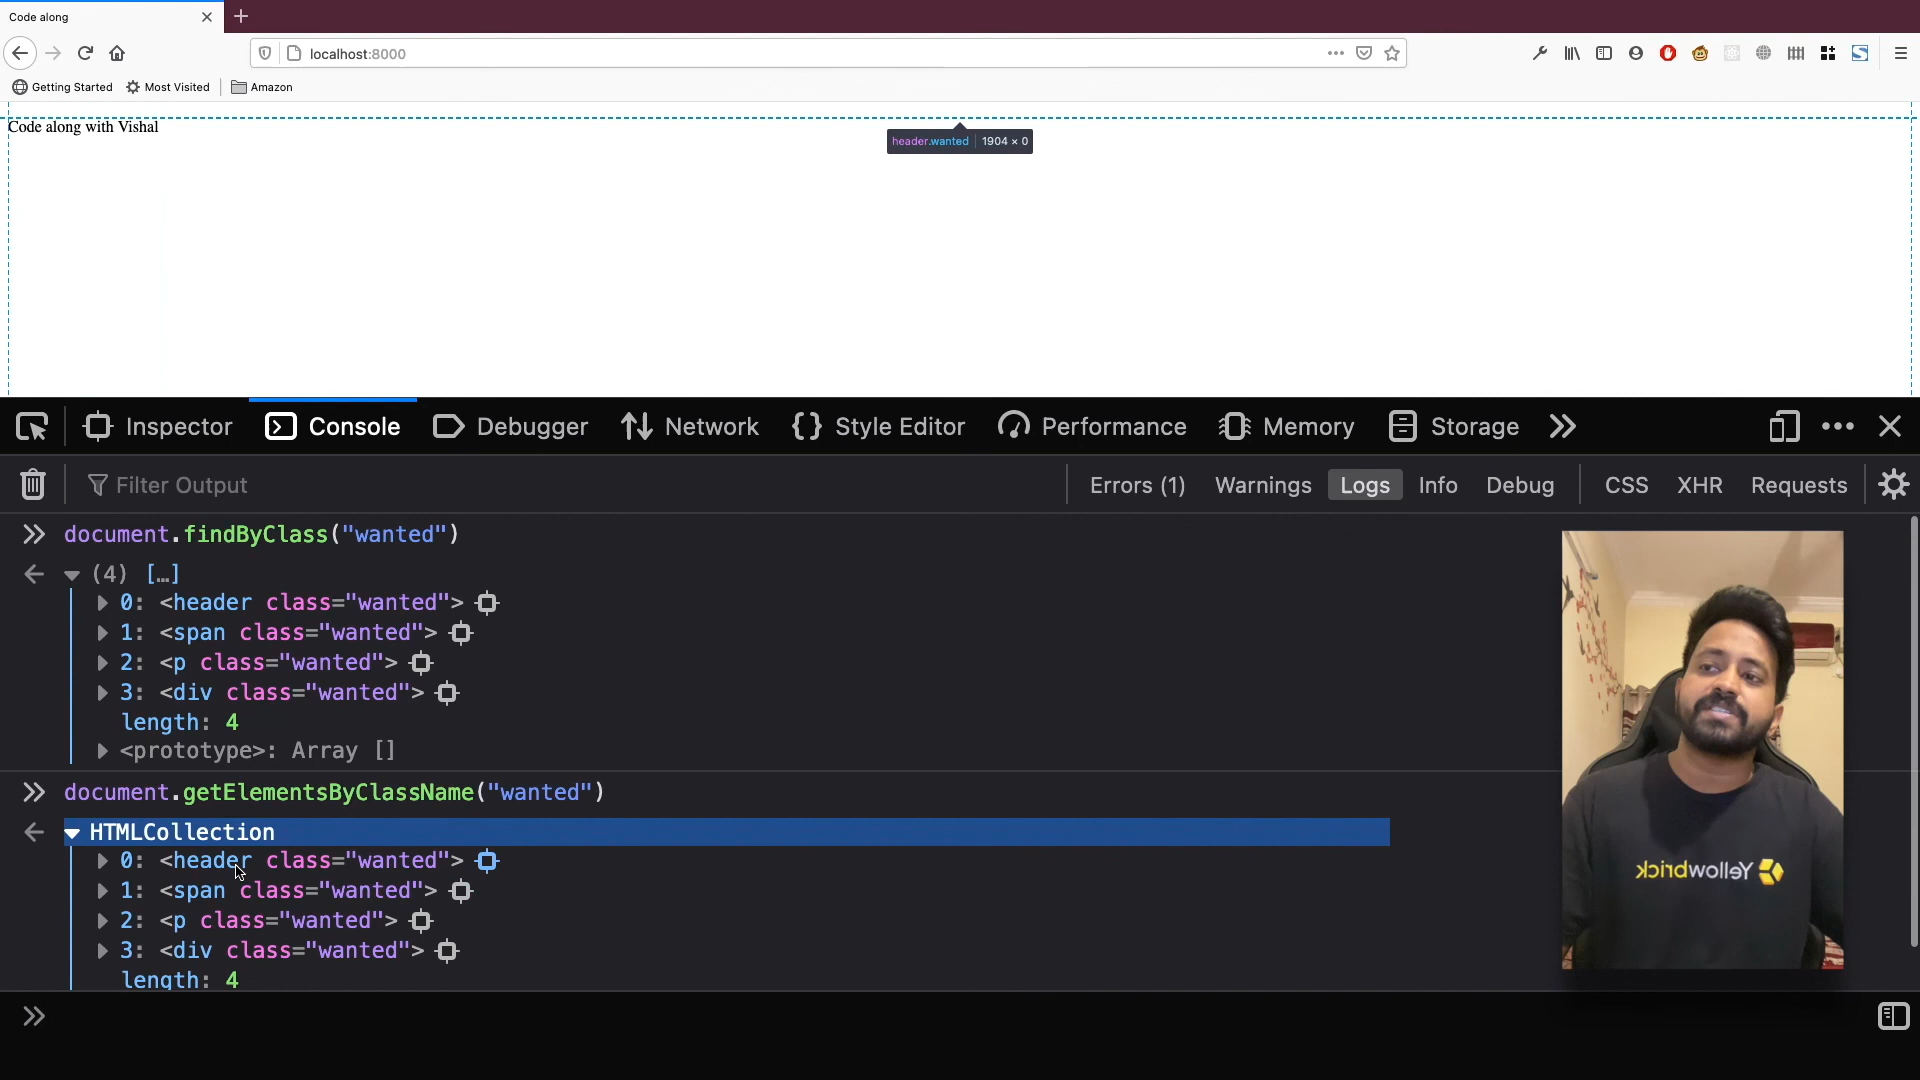 Code along
localhost:8000
Getting Started Most Visited Amazon
Code along with Vishal
header.wanted 1904 × 0
Inspector Console Debugger Network Style Editor Performance Memory Storage
Filter Output Errors (1) Warnings Logs Info Debug CSS XHR Requests
document.findByClass("wanted")
(4) […]
0: <header class="wanted">
1: <span class="wanted">
2: <p class="wanted">
3: <div class="wanted">
length: 4
<prototype>: Array []
document.getElementsByClassName("wanted")
HTMLCollection
0: <header class="wanted">
1: <span class="wanted">
2: <p class="wanted">
3: <div class="wanted">
length: 4
Yellowbrick